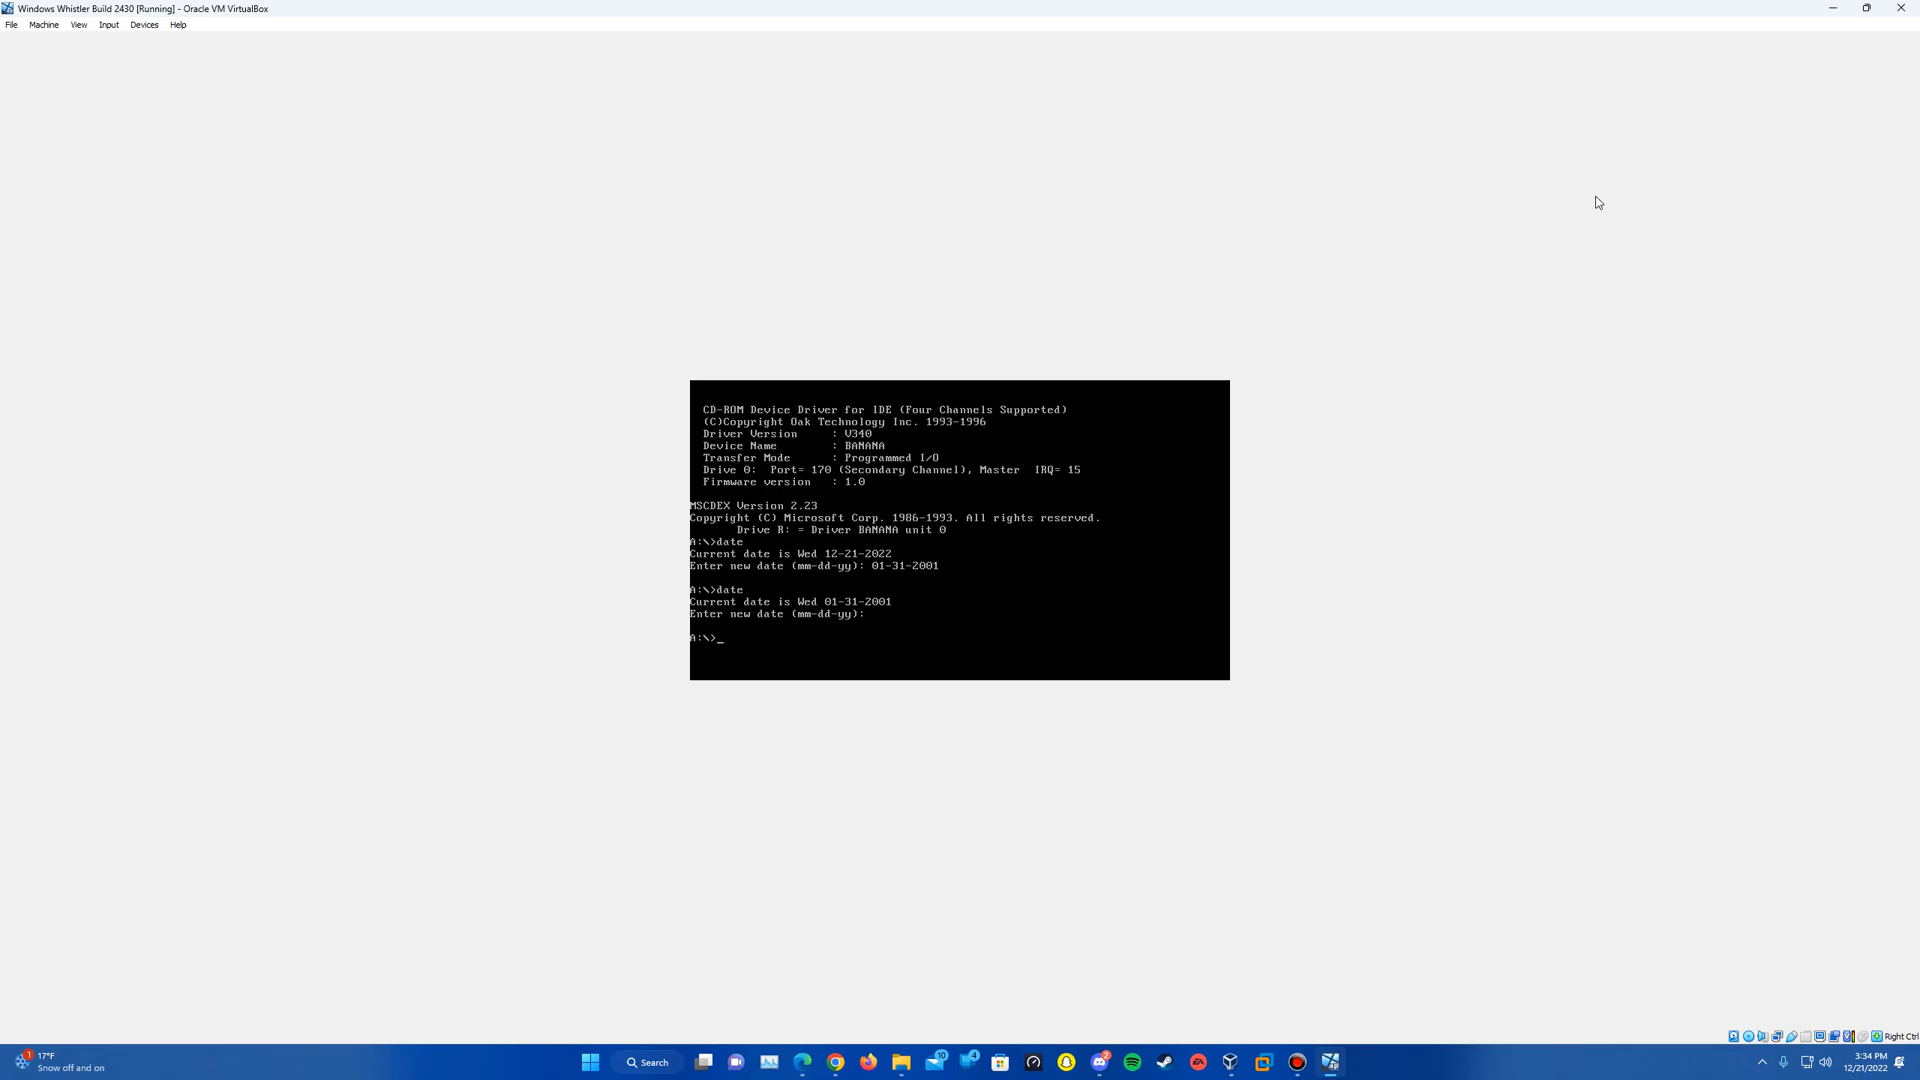 Windows Whistler Build 2430 [Running] - Oracle VM VirtualBox
File Machine View Input Devices Help
CD-ROM Device Driver for IDE (Four Channels Supported)
(C)Copyright Oak Technology Inc. 1993-1996
Driver Version : V340
Device Name : BANANA
Transfer Mode : Programmed I/O
Drive 0: Port= 170 (Secondary Channel), Master IRQ= 15
Firmware version : 1.0
MSCDEX Version 2.23
Copyright (C) Microsoft Corp. 1986-1993. All rights reserved.
Drive R: = Driver BANANA unit 0
A:\>date
Current date is Wed 12-21-2022
Enter new date (mm-dd-yy): 01-31-2001
A:\>date
Current date is Wed 01-31-2001
Enter new date (mm-dd-yy):
A:\>_
Right Ctrl
1
17°F
Snow off and on
Search
10
4
2
3:34 PM
12/21/2022